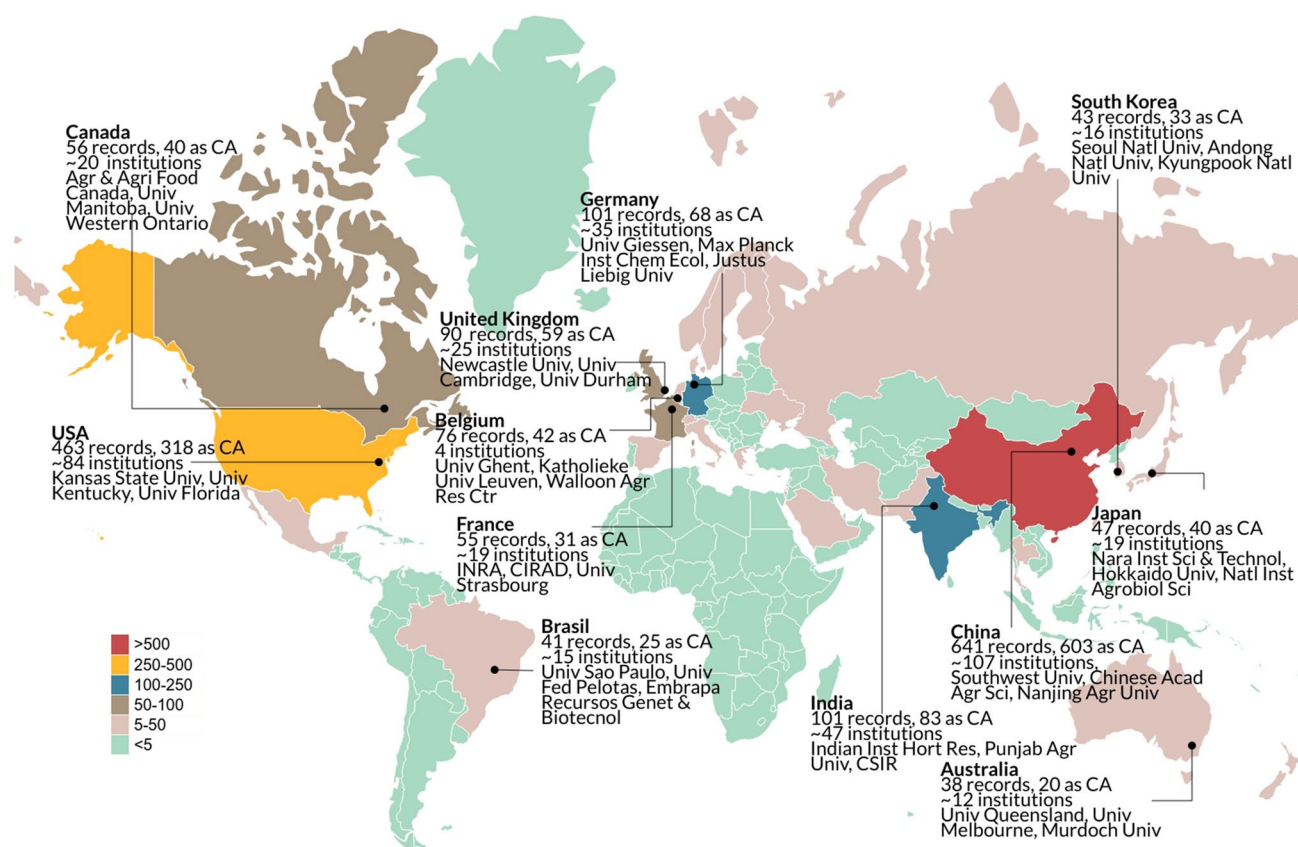 Canada
56 records, 40 as CA
~20 institutions
Agr & Agri Food
Canada, Univ
Manitoba, Univ
Western Ontario
South Korea
43 records, 33 as CA
~16 institutions
Seoul Natl Univ, Andong
Natl Univ, Kyungpook Natl
Univ
Germany
101 records, 68 as CA
~35 institutions
Univ Giessen, Max Planck
Inst Chem Ecol, Justus
Liebig Univ
United Kingdom
90 records, 59 as CA
~25 institutions
Newcastle Univ, Univ
Cambridge, Univ Durham
USA
463 records, 318 as CA
~84 institutions
Kansas State Univ, Univ
Kentucky, Univ Florida
Belgium
76 records, 42 as CA
4 institutions
Univ Ghent, Katholieke
Univ Leuven, Walloon Agr
Res Ctr
France
55 records, 31 as CA
~19 institutions
INRA, CIRAD, Univ
Strasbourg
Japan
47 records, 40 as CA
~19 institutions
Nara Inst Sci & Technol,
Hokkaido Univ, Natl Inst
Agrobiol Sci
Brasil
41 records, 25 as CA
~15 institutions
Univ Sao Paulo, Univ
Fed Pelotas, Embrapa
Recursos Genet &
Biotecnol
China
641 records, 603 as CA
~107 institutions
Southwest Univ, Chinese Acad
Agr Sci, Nanjing Agr Univ
India
101 records, 83 as CA
~47 institutions
Indian Inst Hort Res, Punjab Agr
Univ, CSIR
Australia
38 records, 20 as CA
~12 institutions
Univ Queensland, Univ
Melbourne, Murdoch Univ
>500
250-500
100-250
50-100
5-50
<5